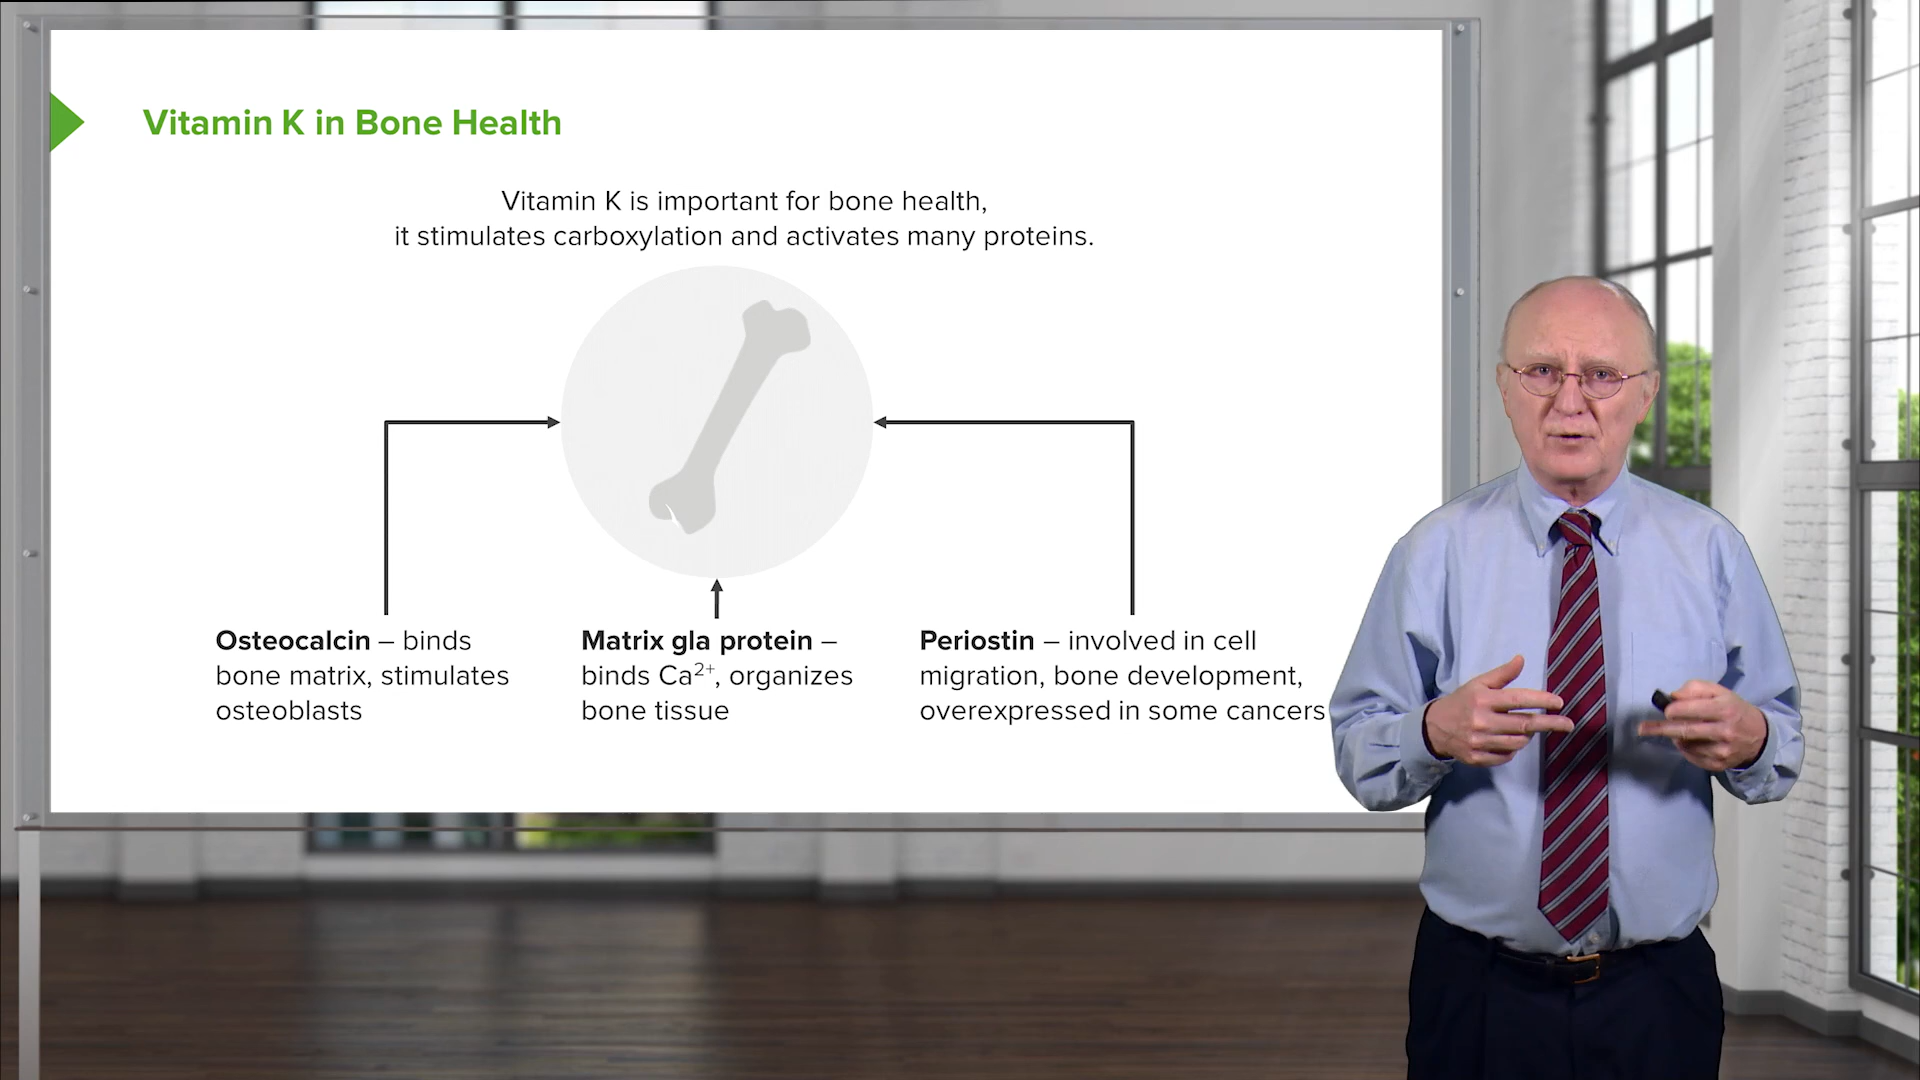 Vitamin K in Bone Health
Vitamin K is important for bone health,
it stimulates carboxylation and activates many proteins.
Osteocalcin – binds
bone matrix, stimulates
osteoblasts
Matrix gla protein –
binds Ca²⁺, organizes
bone tissue
Periostin – involved in cell
migration, bone development,
overexpressed in some cancers